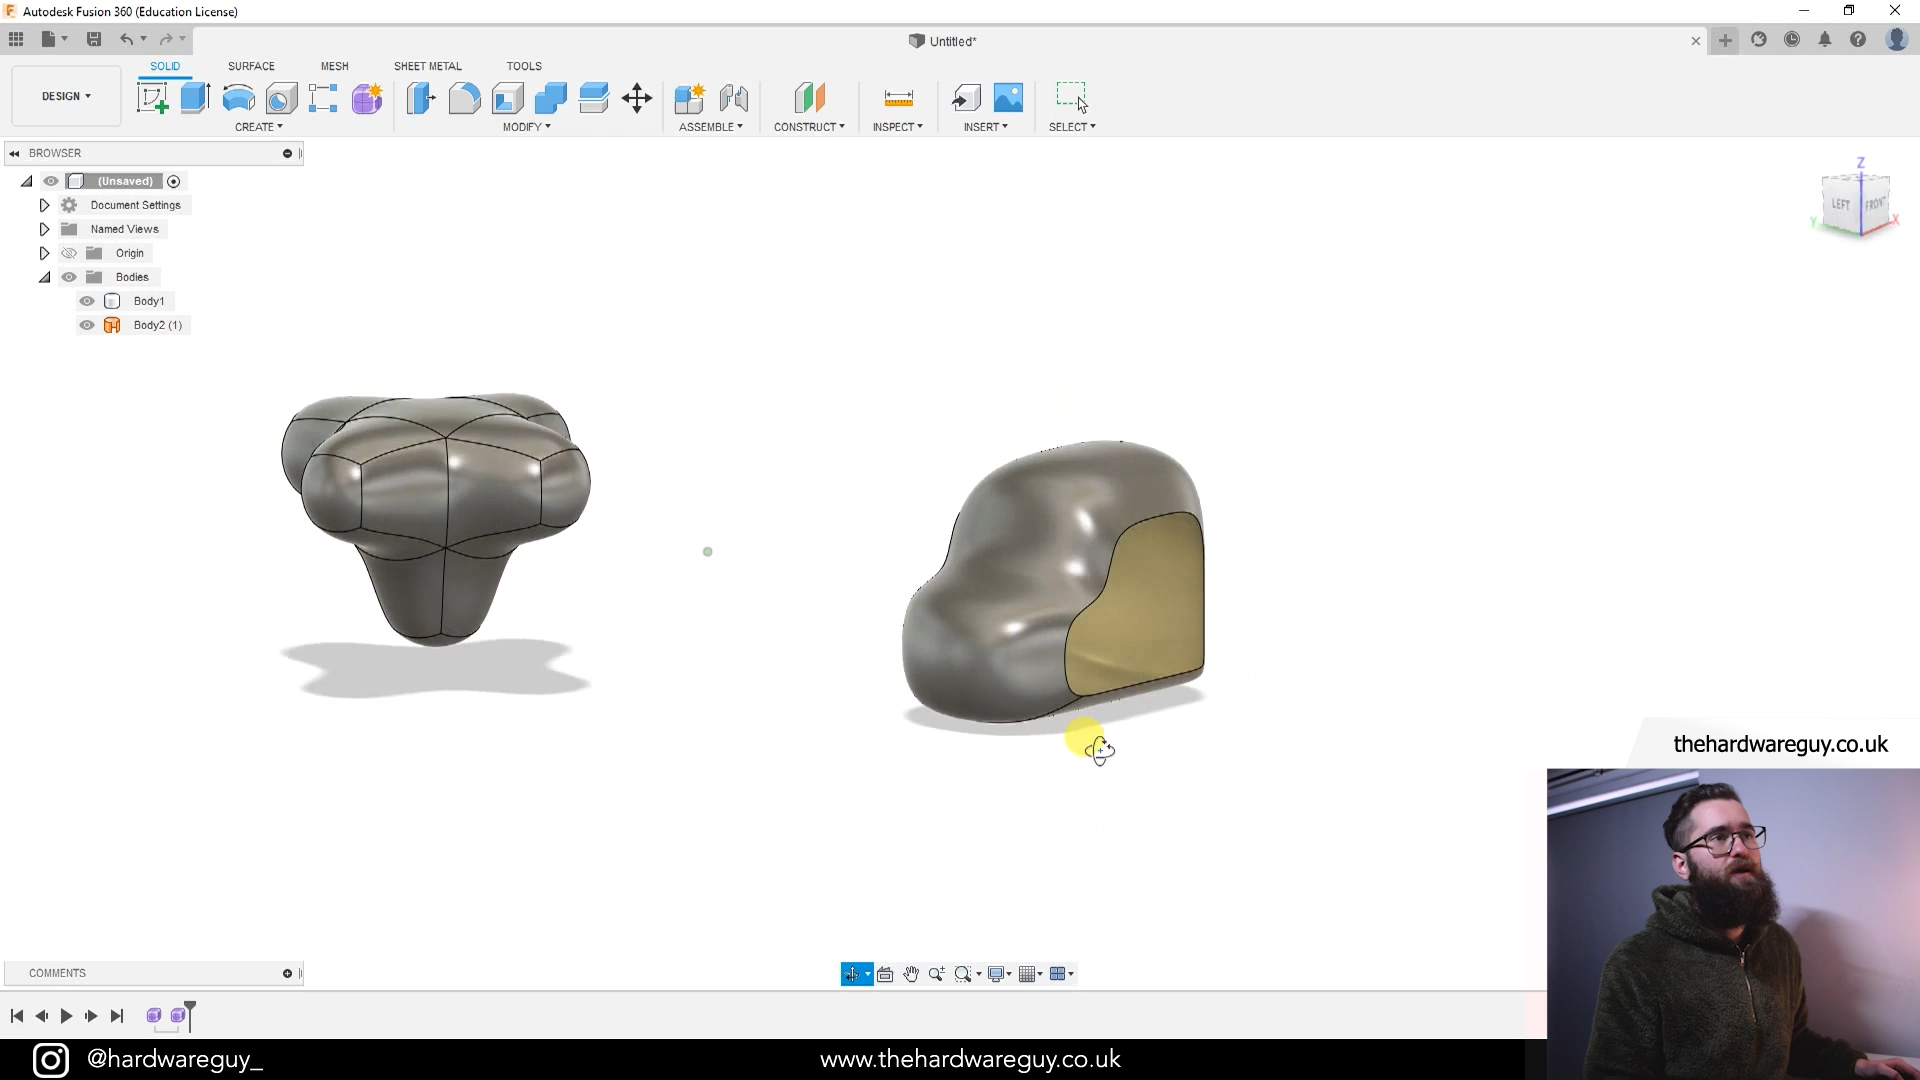 Autodesk Fusion 360 (Education License)
Untitled*
DESIGN
SOLID SURFACE MESH SHEET METAL TOOLS
CREATE MODIFY ASSEMBLE CONSTRUCT INSPECT INSERT SELECT
BROWSER
(Unsaved)
Document Settings
Named Views
Origin
Bodies
Body1
Body2 (1)
Z
LEFT FRONT
Y X
thehardwareguy.co.uk
COMMENTS
@hardwareguy_
www.thehardwareguy.co.uk